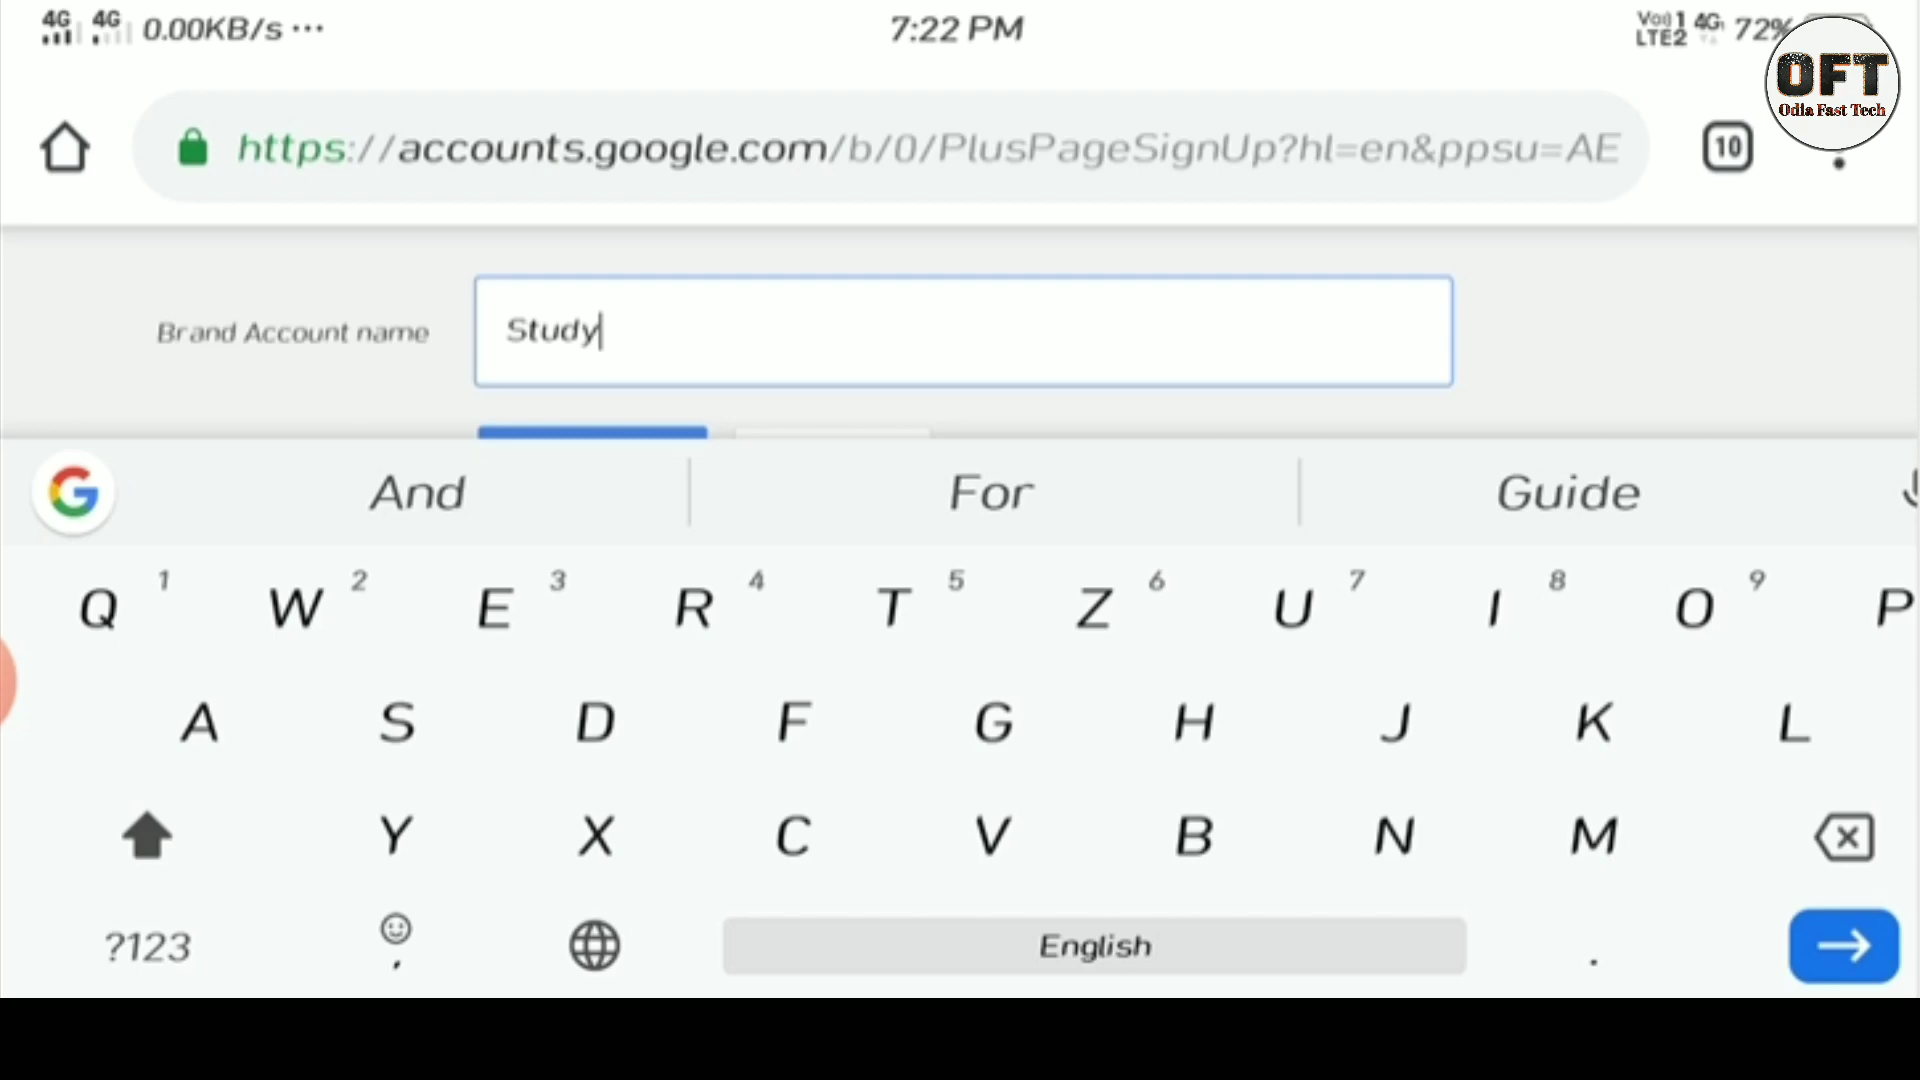 4G 4G 0.00KB/s ... 7:22 PM Vo) 1 LTE2 4G 72%
OFT
Odia Fast Tech
https://accounts.google.com/b/0/PlusPageSignUp?hl=en&ppsu=AE
10
Brand Account name Study
And For Guide
Q 1 W 2 E 3 R 4 T 5 Z 6 U 7 I 8 O 9 P
A S D F G H J K L
Y X C V B N M
?123 , English .